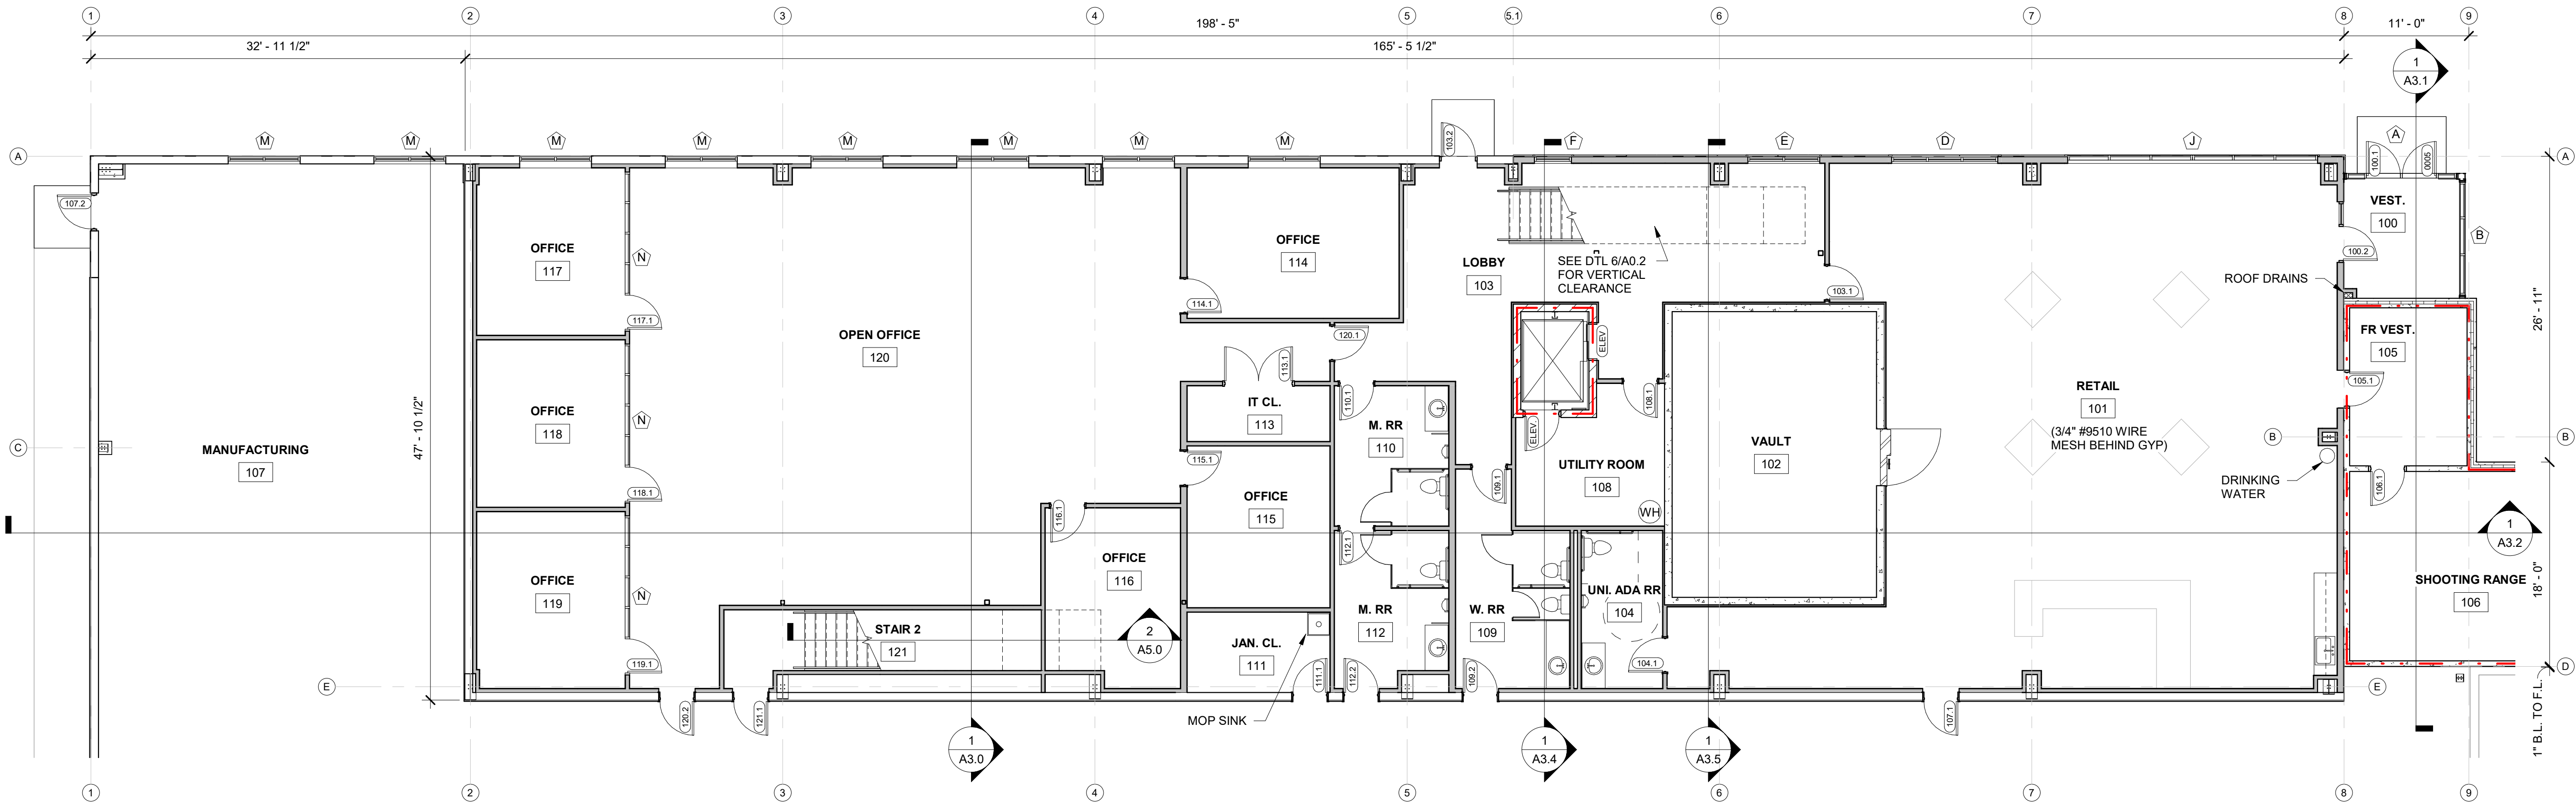 1 2 3 4 5 5.1 6 7 8 9
198' - 5"
11' - 0"
32' - 11 1/2"
165' - 5 1/2"
1
A3.1
M M M M M M M M F E D J A
A
A
103.2
100.1
0005
107.2
VEST.
100
B
100.2
OFFICE
117
N
117.1
OFFICE
114
114.1
LOBBY
103
SEE DTL 6/A0.2
FOR VERTICAL
CLEARANCE
103.1
ROOF DRAINS
26' - 11"
OPEN OFFICE
120
120.1
ELEV
FR VEST.
105
105.1
113.1
IT CL.
113
110.1
108.1
RETAIL
101
(3/4" #9510 WIRE
MESH BEHIND GYP)
47' - 10 1/2"
OFFICE
118
N
118.1
M. RR
110
ELEV.
VAULT
102
B
B
C
MANUFACTURING
107
115.1
UTILITY ROOM
108
109.1
DRINKING
WATER
106.1
OFFICE
115
116.1
WH
1
A3.2
OFFICE
116
112.1
OFFICE
119
N
119.1
UNI. ADA RR
104
104.1
SHOOTING RANGE
106
18' - 0"
STAIR 2
121
2
A5.0
M. RR
112
W. RR
109
JAN. CL.
111
111.1
112.2
109.2
D
E
E
120.2
121.1
MOP SINK
107.1
1" B.L. TO F.L.
1
A3.0
1
A3.4
1
A3.5
1 2 3 4 5 6 7 8 9